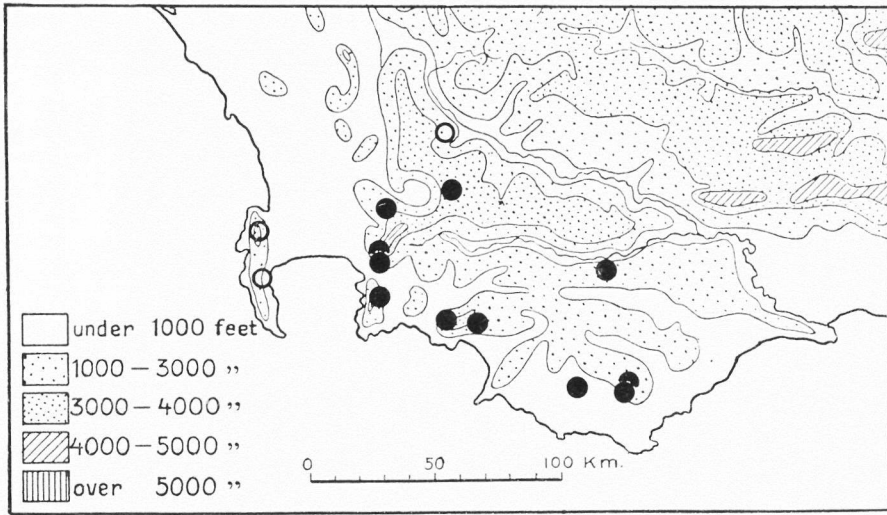 under 1000 feet
1000 – 3000 ”
3000 – 4000 ”
4000 – 5000 ”
over 5000 ”
0 50 100 Km.